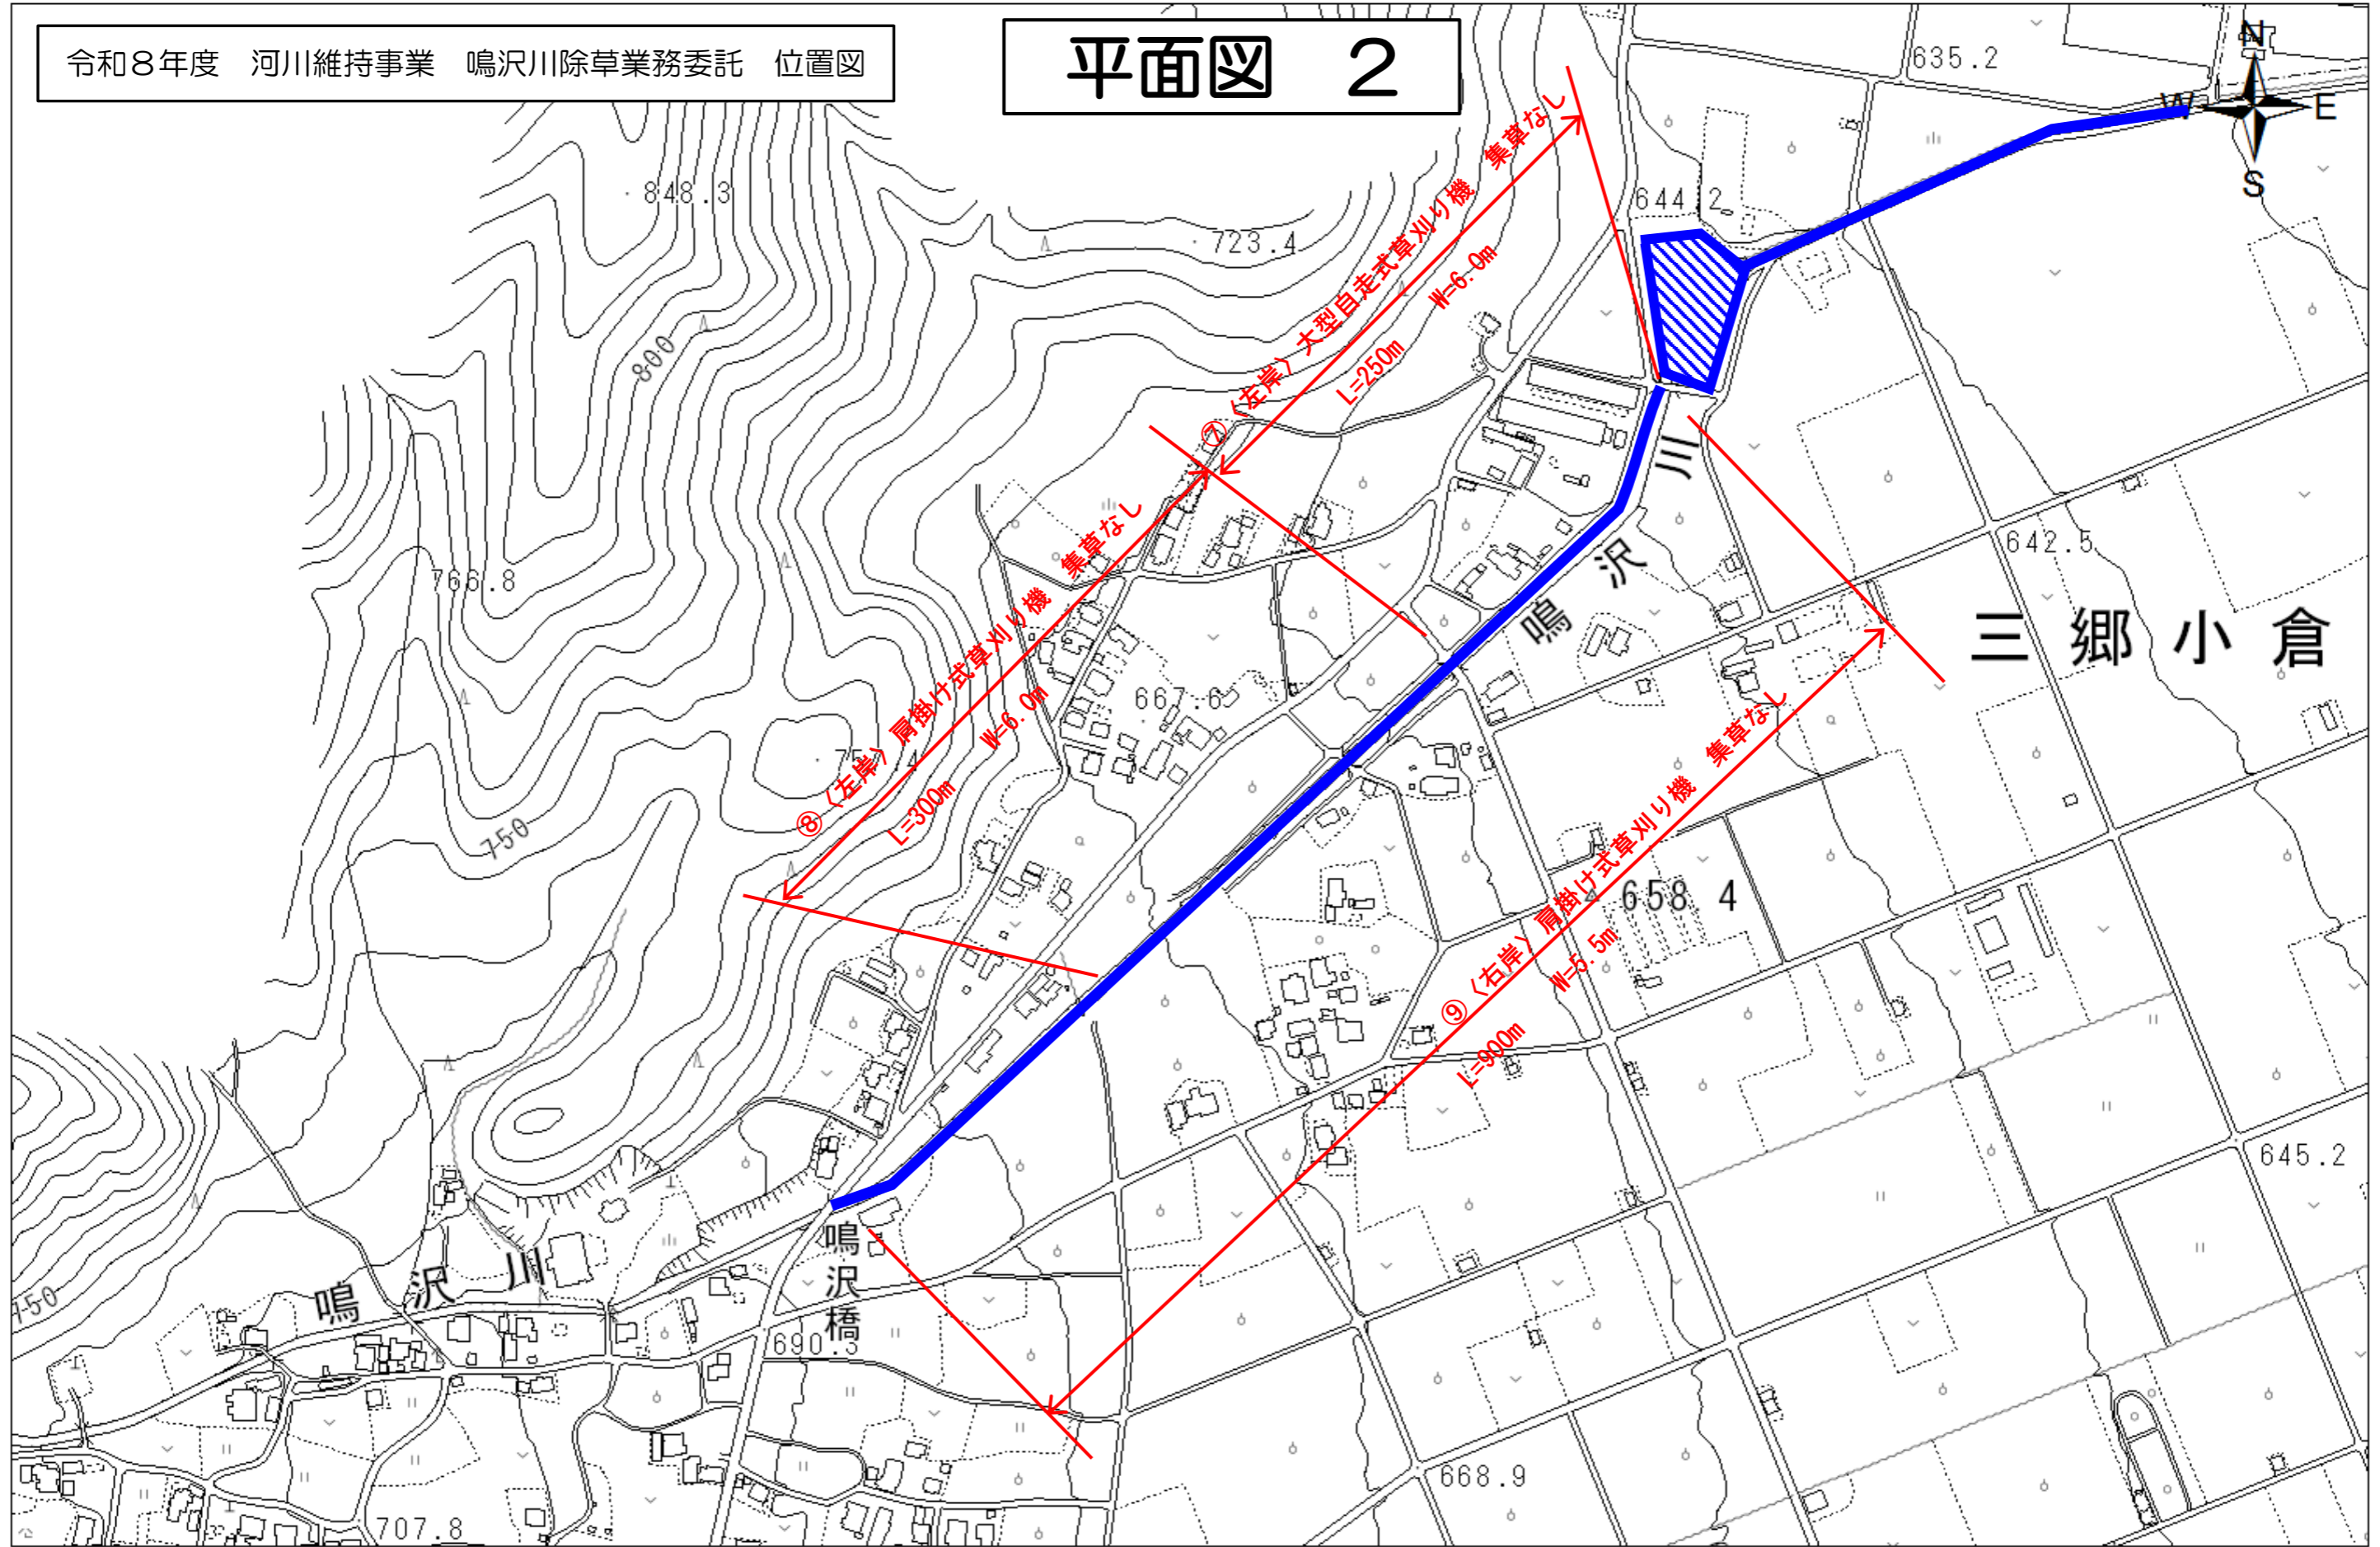 令和８年度　河川維持事業　鳴沢川除草業務委託　位置図
平面図　２
N
W
E
S
635.2
848.3
644.2
723.4
800
⑦〈左岸〉大型自走式草刈り機　集草なし
L=250m　W=6.0m
川
沢
鳴
642.5
766.8
三郷小倉
⑧〈左岸〉肩掛け式草刈り機　集草なし
L=300m　W=6.0m
667.6
750
658.4
⑨〈右岸〉肩掛け式草刈り機　集草なし
L=900m　W=5.5m
645.2
鳴沢川
鳴沢橋
750
690.3
668.9
707.8